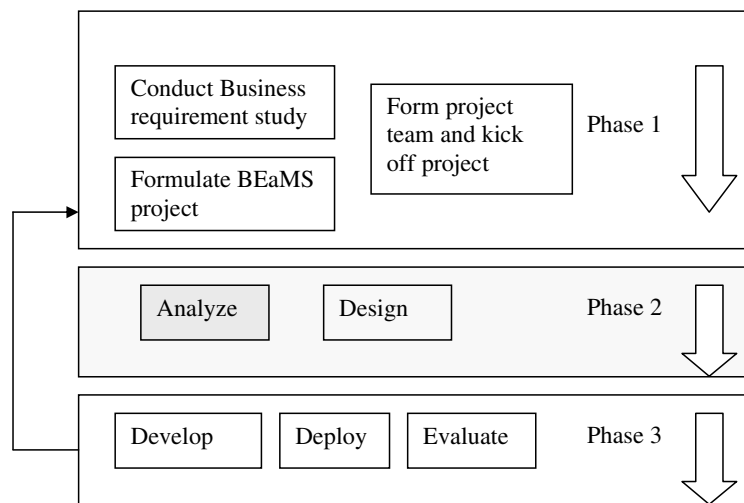 Conduct Business
requirement study
Formulate BEaMS
project
Form project
team and kick
off project
Phase 1
Analyze
Design
Phase 2
Develop
Deploy
Evaluate
Phase 3